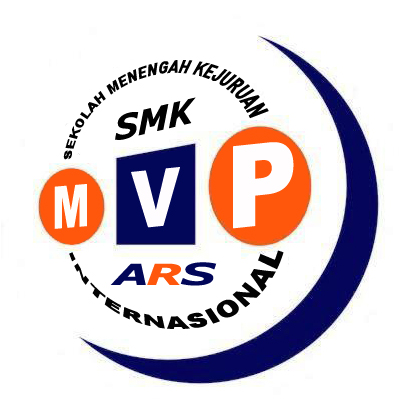 SEKOLAH MENENGAH KEJURUAN
SMK
M V P
ARS
INTERNASIONAL